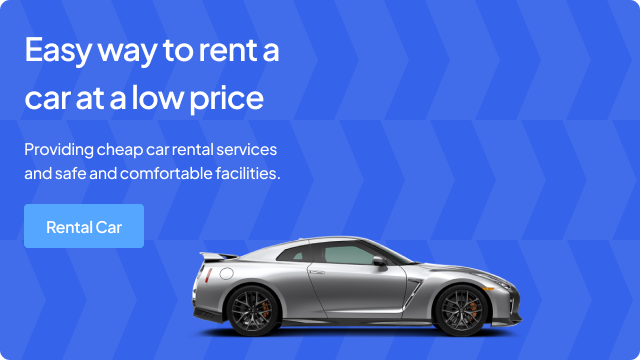 Easy way to rent a
car at a low price
Providing cheap car rental services
and safe and comfortable facilities.
Rental Car